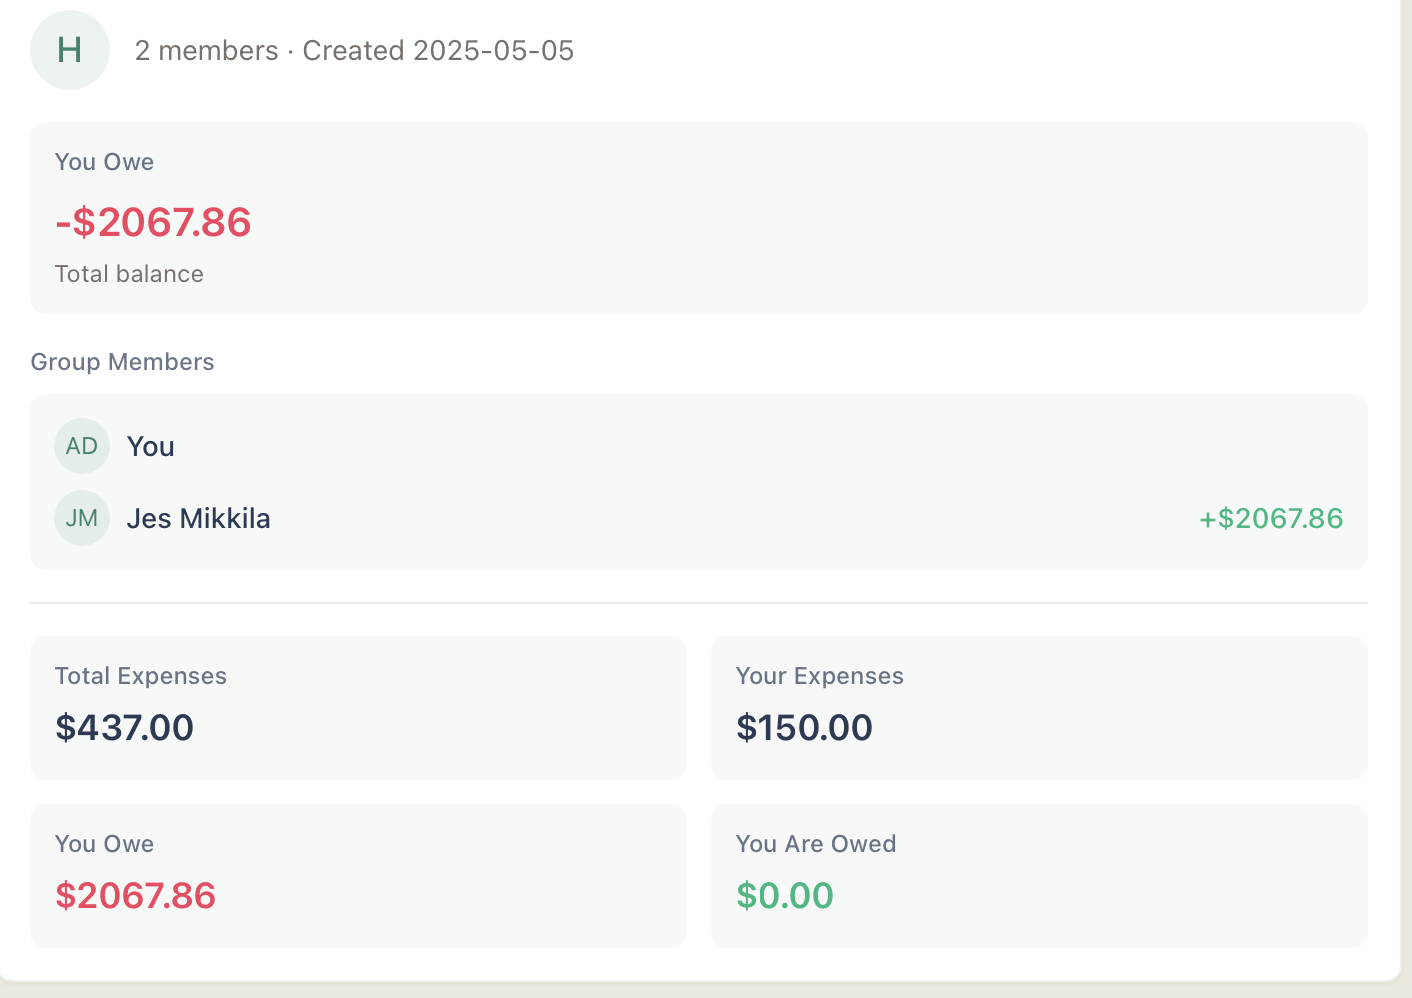 H
2 members · Created 2025-05-05
You Owe
-$2067.86
Total balance
Group Members
AD You
JM Jes Mikkila +$2067.86
Total Expenses
$437.00
Your Expenses
$150.00
You Owe
$2067.86
You Are Owed
$0.00